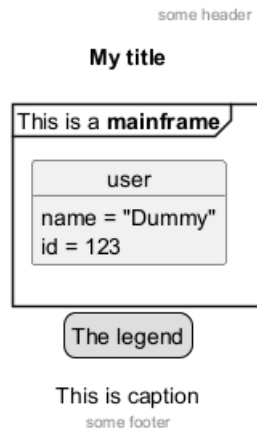 some header
My title
This is a mainframe
user
name = "Dummy"
id = 123
The legend
This is caption
some footer